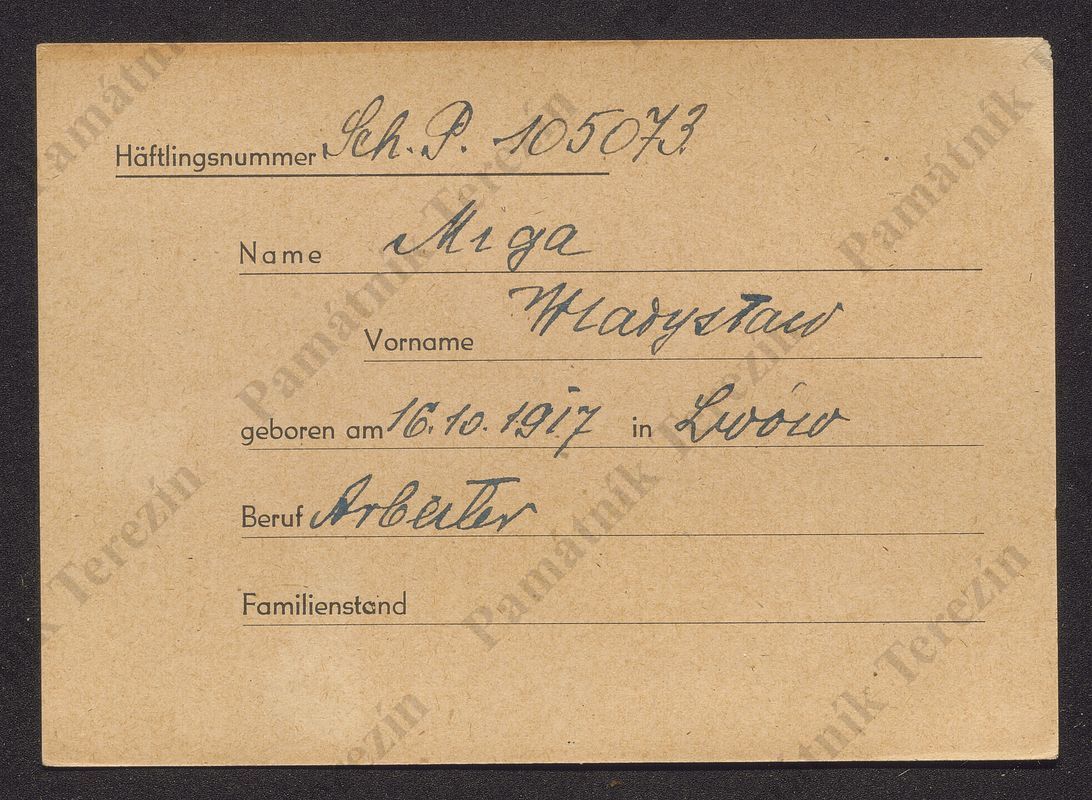 Häftlingsnummer Sch. P. 105073
Name Miga
Vorname Władysław
geboren am 16.10.1917 in Lwów
Beruf Arbeiter
Familienstand
Památník Terezín